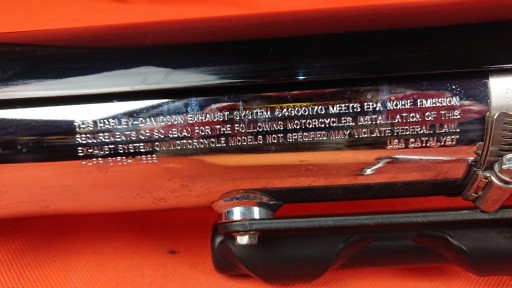 THIS HARLEY-DAVIDSON EXHAUST SYSTEM 64900170 MEETS EPA NOISE EMISSION
REQUIREMENTS OF 80 dB(A) FOR THE FOLLOWING MOTORCYCLES. INSTALLATION OF THIS
EXHAUST SYSTEM ON MOTORCYCLE MODELS NOT SPECIFIED MAY VIOLATE FEDERAL LAW.
USA CATALYST